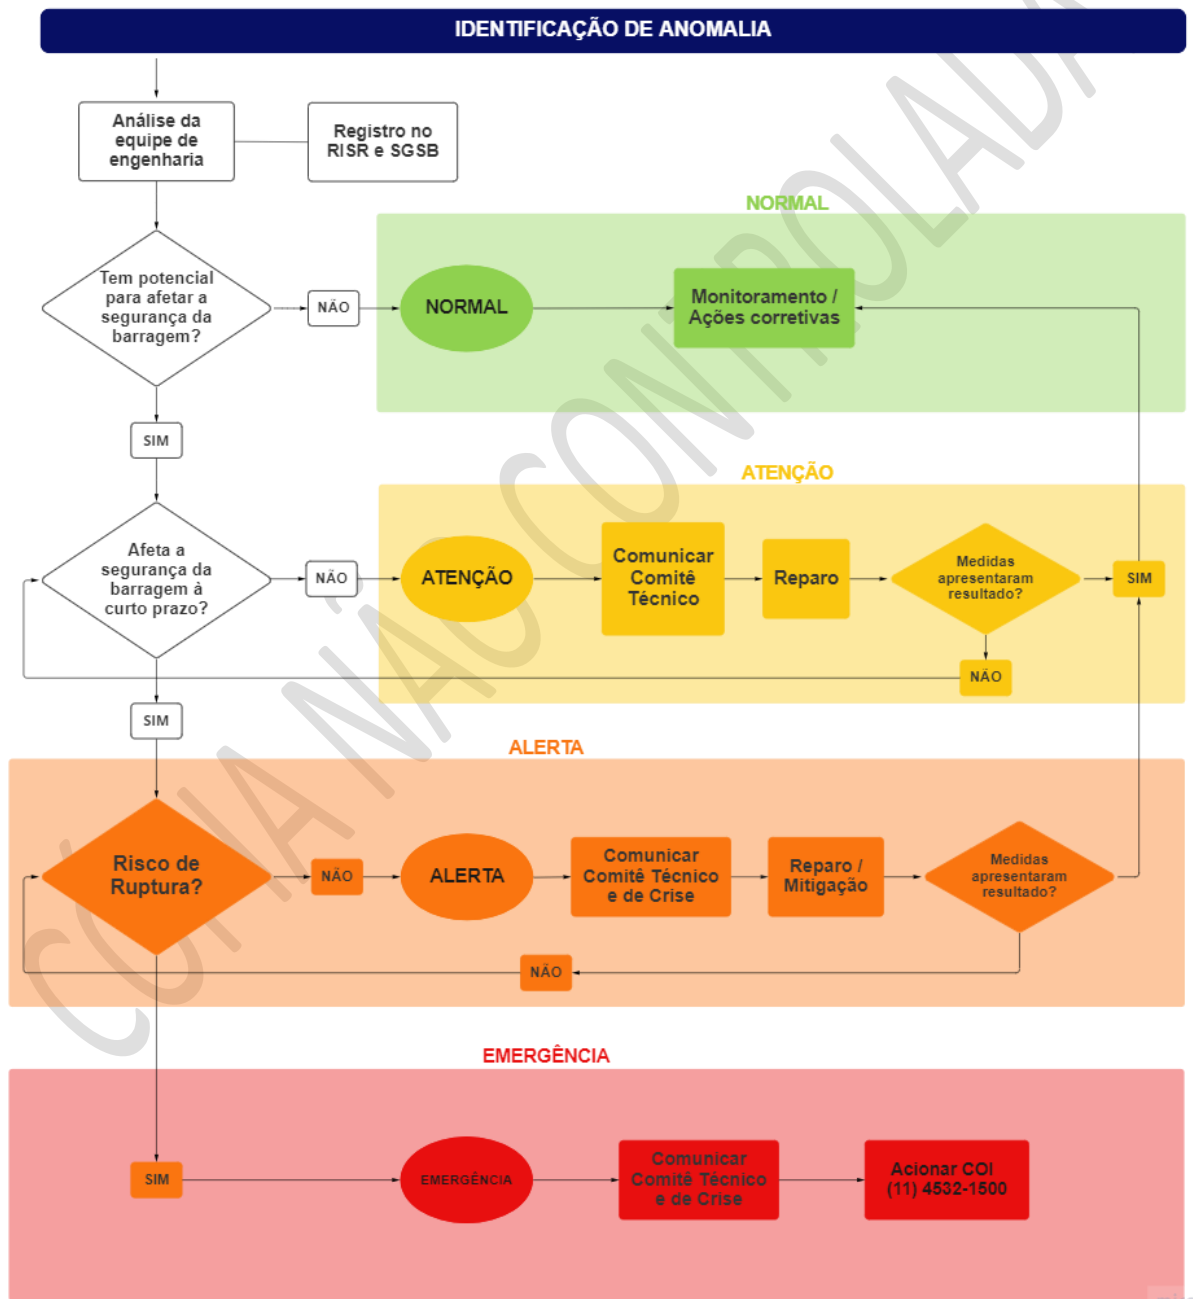 IDENTIFICAÇÃO DE ANOMALIA
Análise da
equipe de
engenharia
Registro no
RISR e SGSB
NORMAL
Tem potencial
para afetar a
segurança da
barragem?
NÃO
NORMAL
Monitoramento /
Ações corretivas
SIM
ATENÇÃO
Afeta a
segurança da
barragem à
curto prazo?
NÃO
ATENÇÃO
Comunicar
Comitê
Técnico
Reparo
Medidas
apresentaram
resultado?
SIM
NÃO
SIM
ALERTA
Risco de
Ruptura?
NÃO
ALERTA
Comunicar
Comitê Técnico
e de Crise
Reparo /
Mitigação
Medidas
apresentaram
resultado?
NÃO
EMERGÊNCIA
SIM
EMERGÊNCIA
Comunicar
Comitê Técnico
e de Crise
Acionar COI
(11) 4532-1500
CÓPIA NÃO CONTROLADA